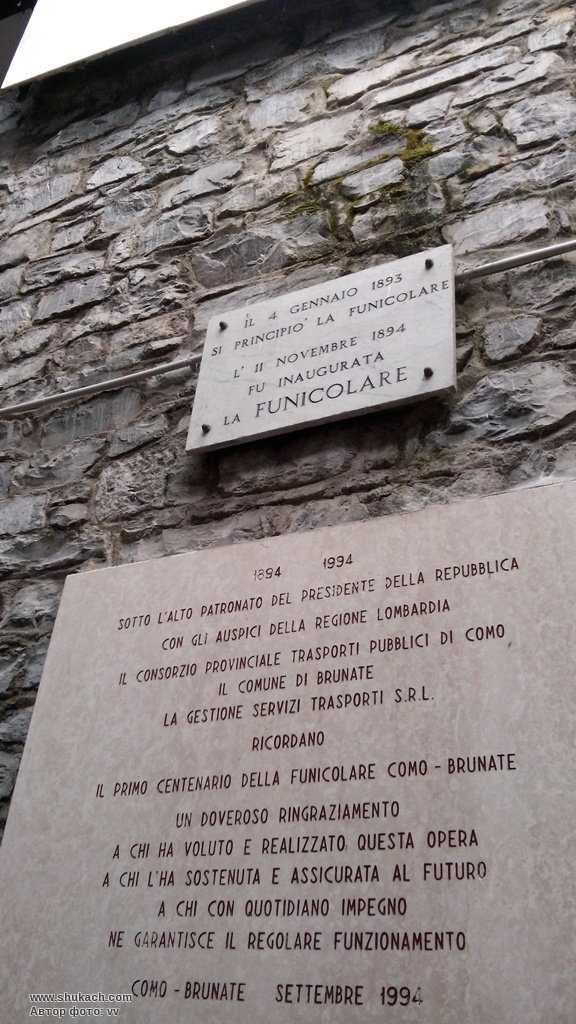 IL 4 GENNAIO 1893
SI PRINCIPIO' LA FUNICOLARE
L' 11 NOVEMBRE 1894
FU INAUGURATA
LA FUNICOLARE
1894 1994
SOTTO L'ALTO PATRONATO DEL PRESIDENTE DELLA REPUBBLICA
CON GLI AUSPICI DELLA REGIONE LOMBARDIA
IL CONSORZIO PROVINCIALE TRASPORTI PUBBLICI DI COMO
IL COMUNE DI BRUNATE
LA GESTIONE SERVIZI TRASPORTI S.R.L.
RICORDANO
IL PRIMO CENTENARIO DELLA FUNICOLARE COMO - BRUNATE
UN DOVEROSO RINGRAZIAMENTO
A CHI HA VOLUTO E REALIZZATO QUESTA OPERA
A CHI L'HA SOSTENUTA E ASSICURATA AL FUTURO
A CHI CON QUOTIDIANO IMPEGNO
NE GARANTISCE IL REGOLARE FUNZIONAMENTO
COMO - BRUNATE SETTEMBRE 1994
www.shukach.com
Автор фото: vv